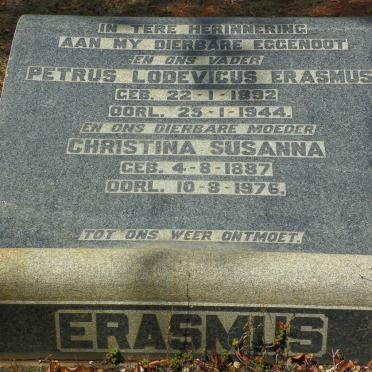 IN TERE HERINNERING
AAN MY DIERBARE EGGENOOT
EN ONS VADER
PETRUS LODEVICUS ERASMUS
GEB. 22-1-1892
OORL. 25-1-1944.
EN ONS DIERBARE MOEDER
CHRISTINA SUSANNA
GEB. 4-8-1887
OORL. 10-8-1976.
TOT ONS WEER ONTMOET.
ERASMUS